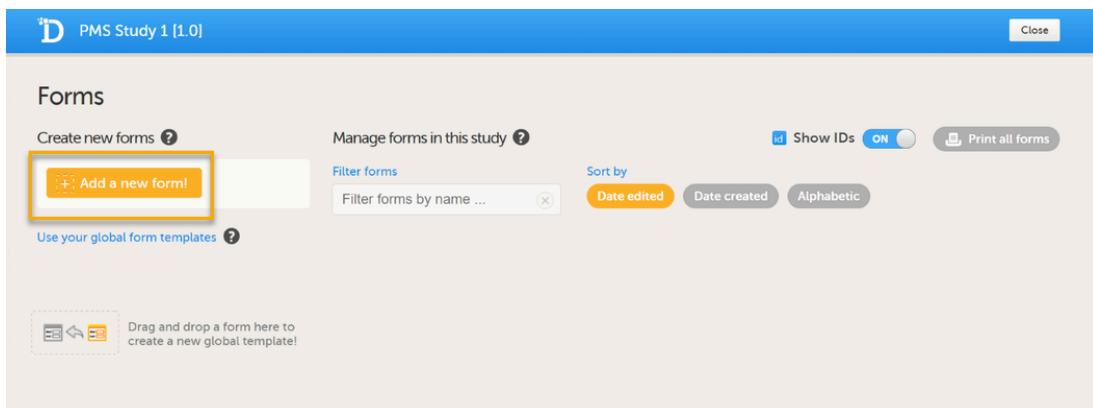 D PMS Study 1 [1.0]
Close
Forms
Create new forms ?
Manage forms in this study ?
id Show IDs ON
Print all forms
Add a new form!
Filter forms
Filter forms by name ...
Sort by
Date edited
Date created
Alphabetic
Use your global form templates ?
Drag and drop a form here to
create a new global template!